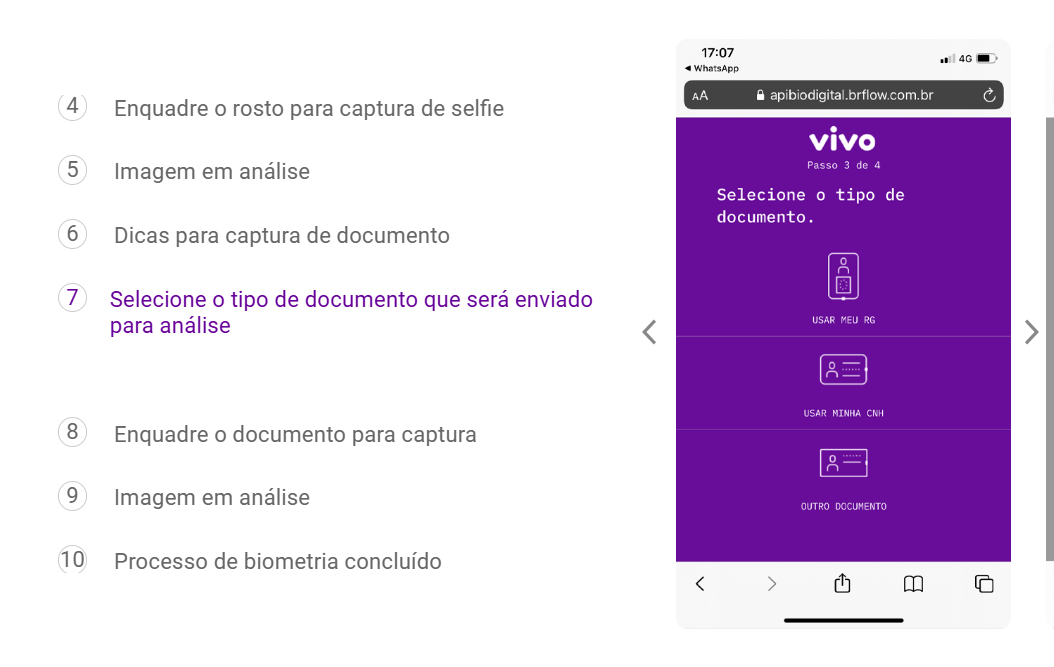 4 Enquadre o rosto para captura de selfie
5 Imagem em análise
6 Dicas para captura de documento
7 Selecione o tipo de documento que será enviado
para análise
8 Enquadre o documento para captura
9 Imagem em análise
10 Processo de biometria concluído
17:07
4G
◀ WhatsApp
AA apibiodigital.brflow.com.br
vivo
Passo 3 de 4
Selecione o tipo de
documento.
USAR MEU RG
USAR MINHA CNH
OUTRO DOCUMENTO